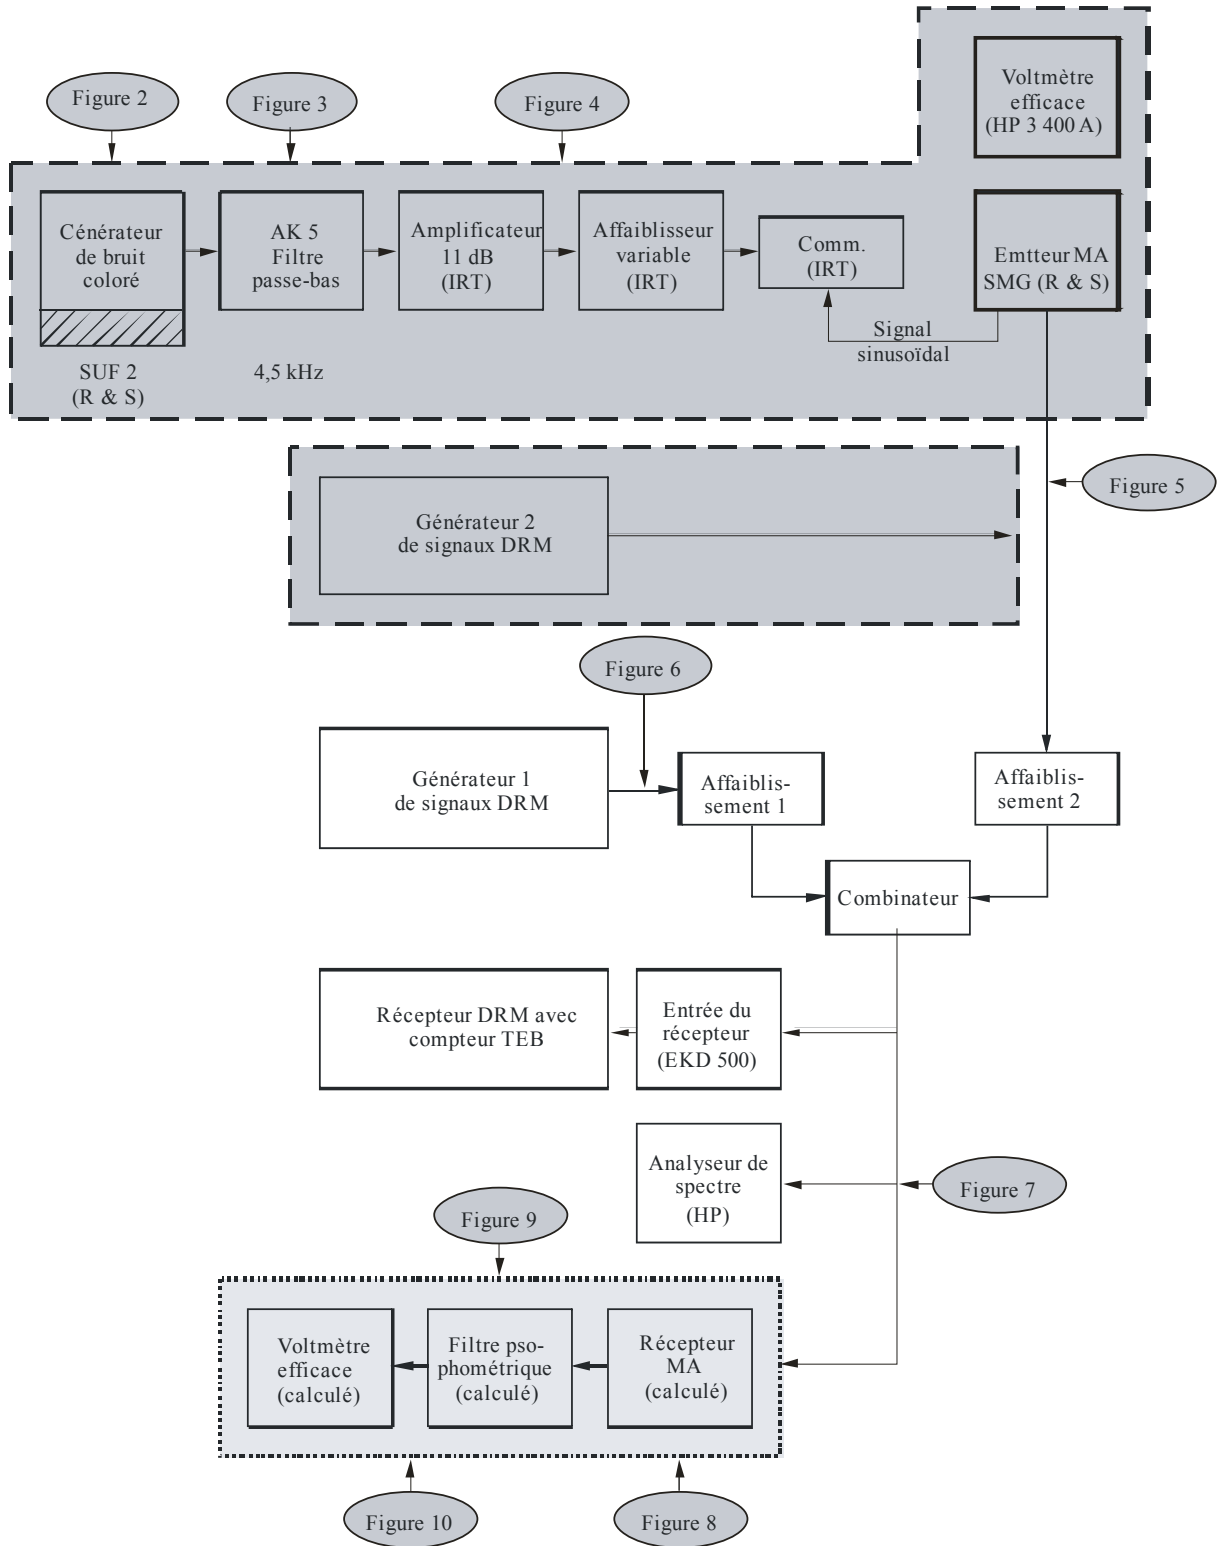 Voltmètre
efficace
(HP 3 400 A)
Figure 2
Figure 3
Figure 4
Cénérateur
de bruit
coloré
AK 5
Filtre
passe-bas
Amplificateur
11 dB
(IRT)
Affaiblisseur
variable
(IRT)
Comm.
(IRT)
Emtteur MA
SMG (R & S)
Signal
sinusoïdal
SUF 2
(R & S)
4,5 kHz
Figure 5
Générateur 2
de signaux DRM
Figure 6
Générateur 1
de signaux DRM
Affaiblis-
sement 1
Affaiblis-
sement 2
Combinateur
Récepteur DRM avec
compteur TEB
Entrée du
récepteur
(EKD 500)
Analyseur de
spectre
(HP)
Figure 7
Figure 9
Voltmètre
efficace
(calculé)
Filtre pso-
phométrique
(calculé)
Récepteur
MA
(calculé)
Figure 10
Figure 8